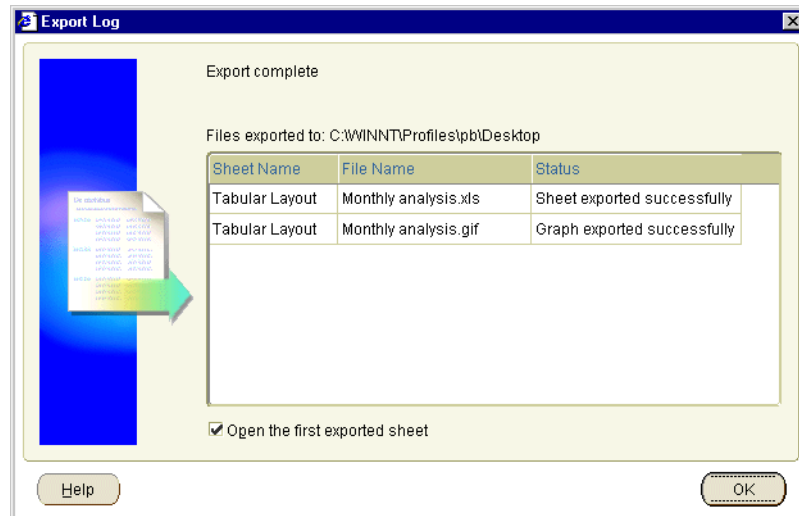 Export Log
Export complete
Files exported to: C:\WINNT\Profiles\pb\Desktop
Sheet Name File Name Status
Tabular Layout Monthly analysis.xls Sheet exported successfully
Tabular Layout Monthly analysis.gif Graph exported successfully
Open the first exported sheet
Help OK